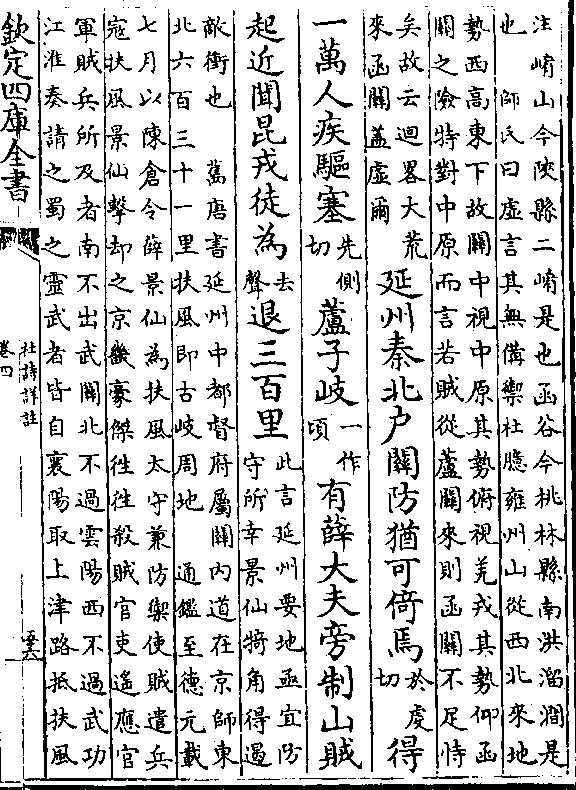 注崤山今陝縣二崤是也函谷今桃林縣南洪溜澗是
也　師氏曰虛言其無備禦杜臆雍州山從西北來地
勢西高東下故關中視中原其勢俯視羌戎其勢仰函
關之險特對中原而言若賊從蘆關來則函關不足恃
矣故云迴畧大荒
來函關葢虛爾
延州秦北户關防猶可倚焉於虔切得
一萬人疾驅塞先側切蘆子岐一作頃有薛大夫旁制山賊
起近聞昆戎徒為去聲退三百里
此言延州要地亟宜防
守所幸景仙犄角得遏
敵衝也　舊唐書延州中都督府屬關内道在京師東
北六百三十一里扶風即古岐周地　通鑑至德元載
七月以陳倉令薛景仙為扶風太守兼防禦使賊遣兵
寇扶風景仙擊却之京畿豪傑徃徃殺賊官吏遙應官
軍賊兵所及者南不出武關北不過雲陽西不過武功
江淮奏請之蜀之靈武者皆自襄陽取上津路抵扶風
欽定四庫全書
杜詩詳註
卷四